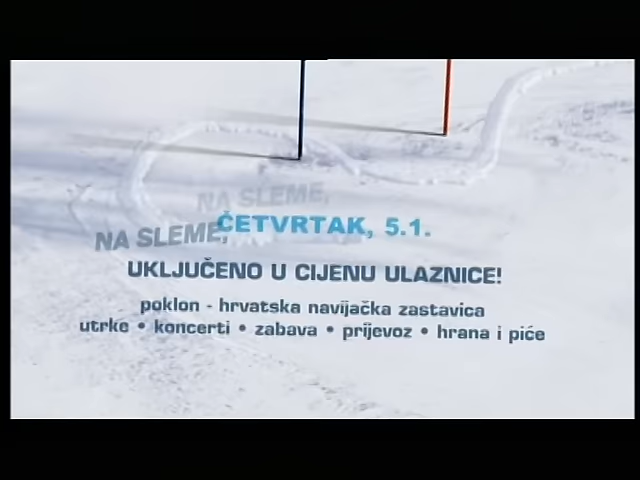 NA SLEME,
ČETVRTAK, 5.1.
NA SLEME,
UKLJUČENO U CIJENU ULAZNICE!
poklon - hrvatska navijačka zastavica
utrke • koncerti • zabava • prijevoz • hrana i piće